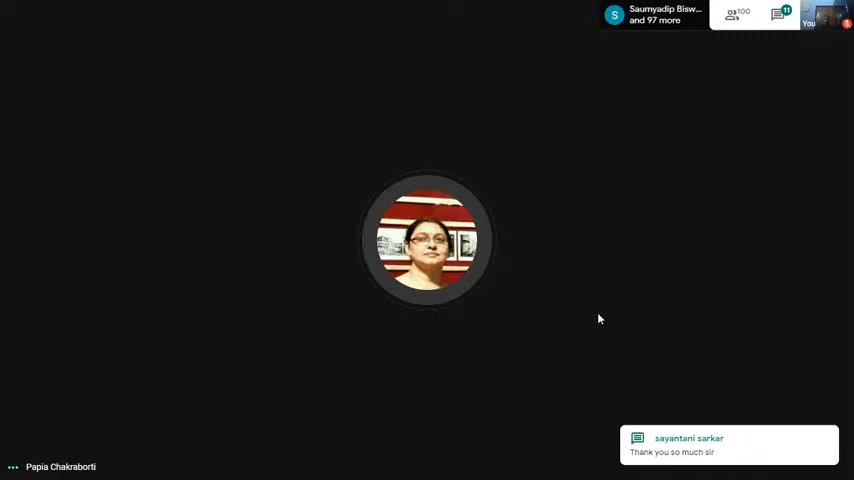 S
Saumyadip Bisw...
and 97 more
100
11
You
sayantani sarkar
Thank you so much sir
Papia Chakraborti